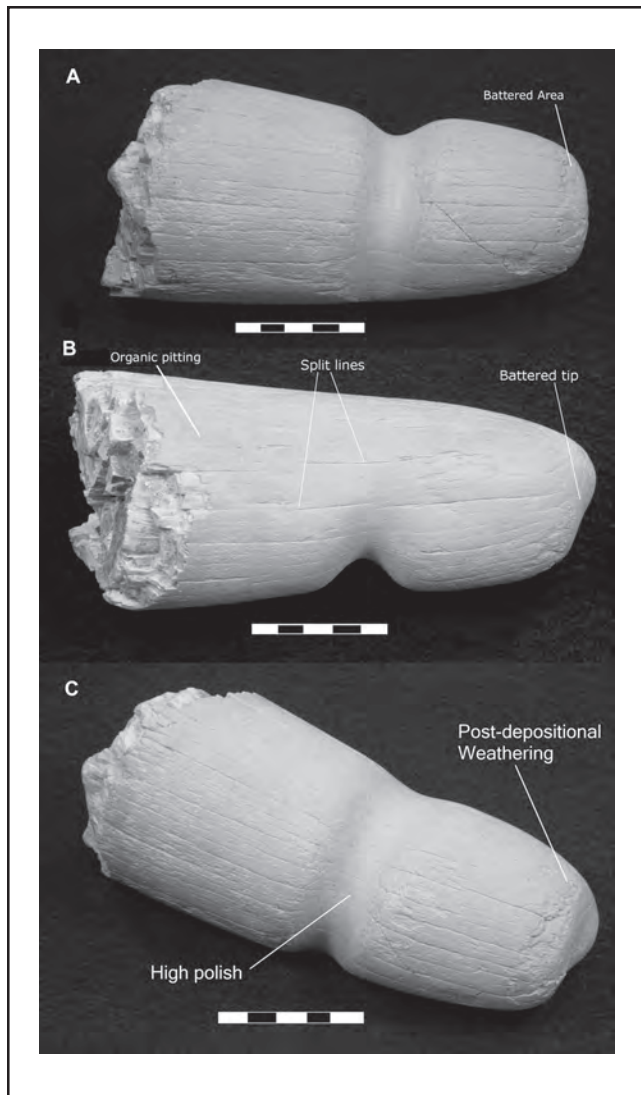 A
Battered Area
B
Organic pitting
Split lines
Battered tip
C
Post-depositional
Weathering
High polish